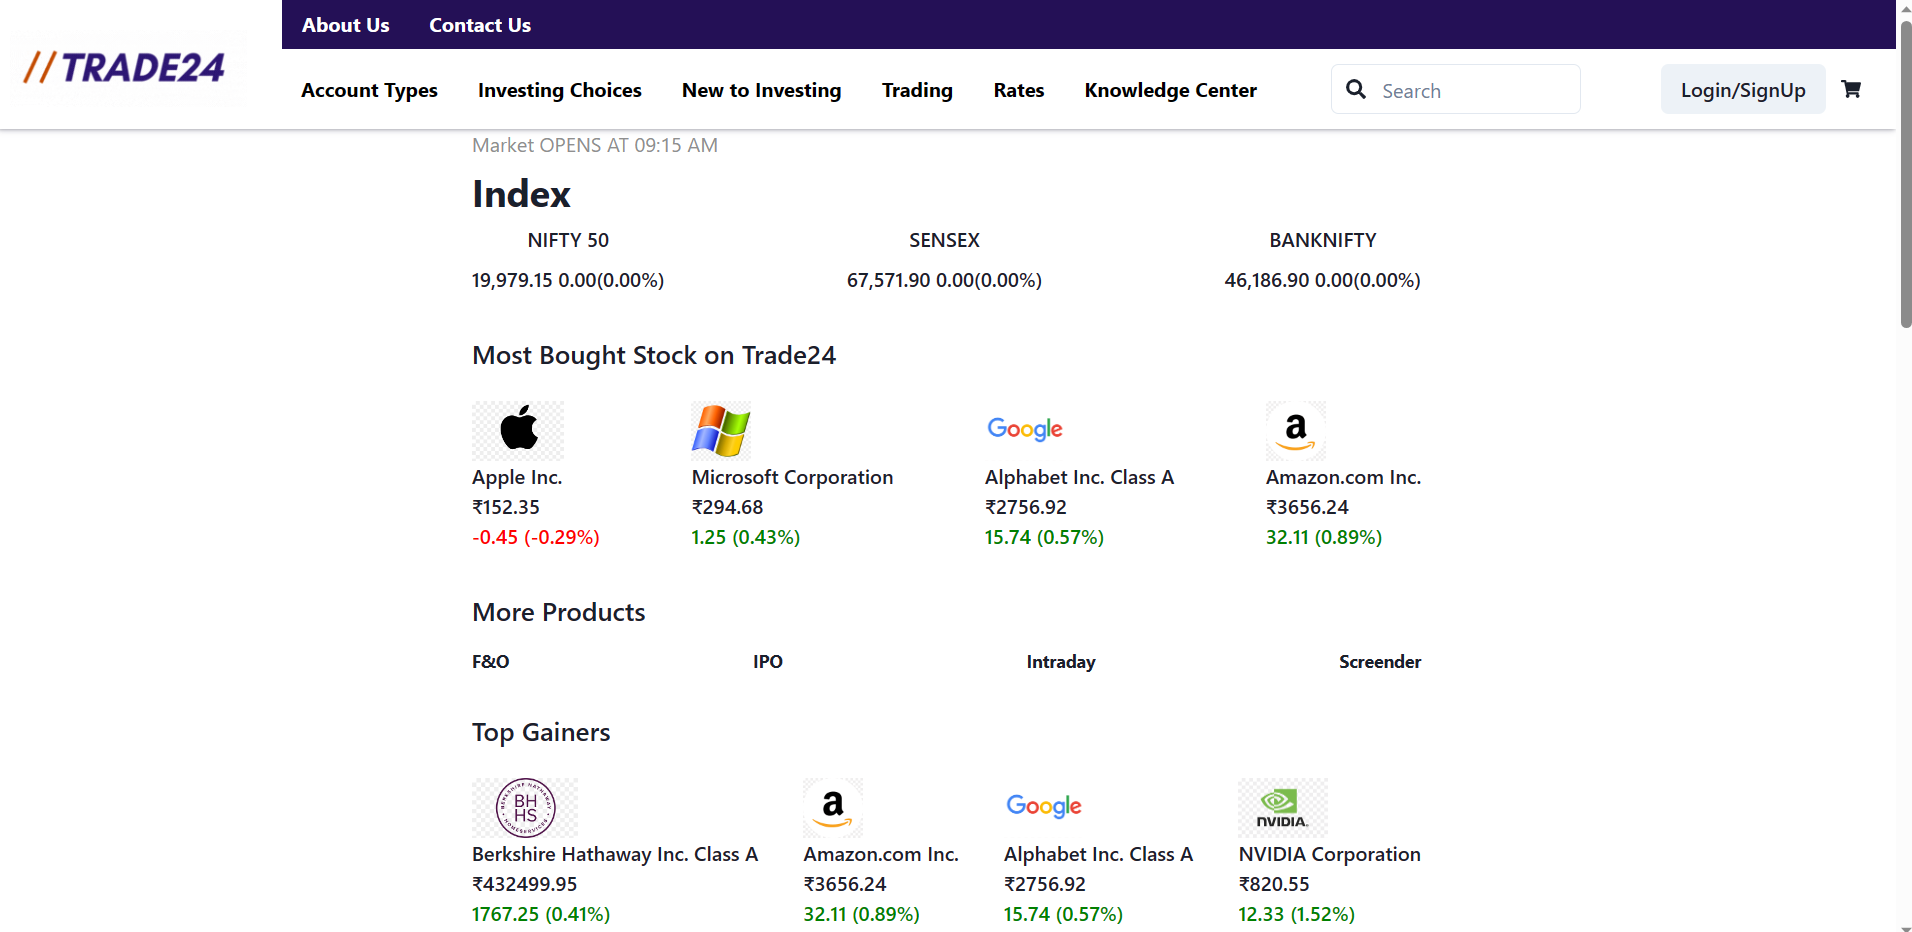 About Us Contact Us
//TRADE24
Account Types Investing Choices New to Investing Trading Rates Knowledge Center Search Login/SignUp
Market OPENS AT 09:15 AM
Index
NIFTY 50 SENSEX BANKNIFTY
19,979.15 0.00(0.00%) 67,571.90 0.00(0.00%) 46,186.90 0.00(0.00%)
Most Bought Stock on Trade24
Google a
Apple Inc. Microsoft Corporation Alphabet Inc. Class A Amazon.com Inc.
₹152.35 ₹294.68 ₹2756.92 ₹3656.24
-0.45 (-0.29%) 1.25 (0.43%) 15.74 (0.57%) 32.11 (0.89%)
More Products
F&O IPO Intraday Screender
Top Gainers
BERKSHIRE HATHAWAY BH HS HOMESERVICES a Google NVIDIA.
Berkshire Hathaway Inc. Class A Amazon.com Inc. Alphabet Inc. Class A NVIDIA Corporation
₹432499.95 ₹3656.24 ₹2756.92 ₹820.55
1767.25 (0.41%) 32.11 (0.89%) 15.74 (0.57%) 12.33 (1.52%)